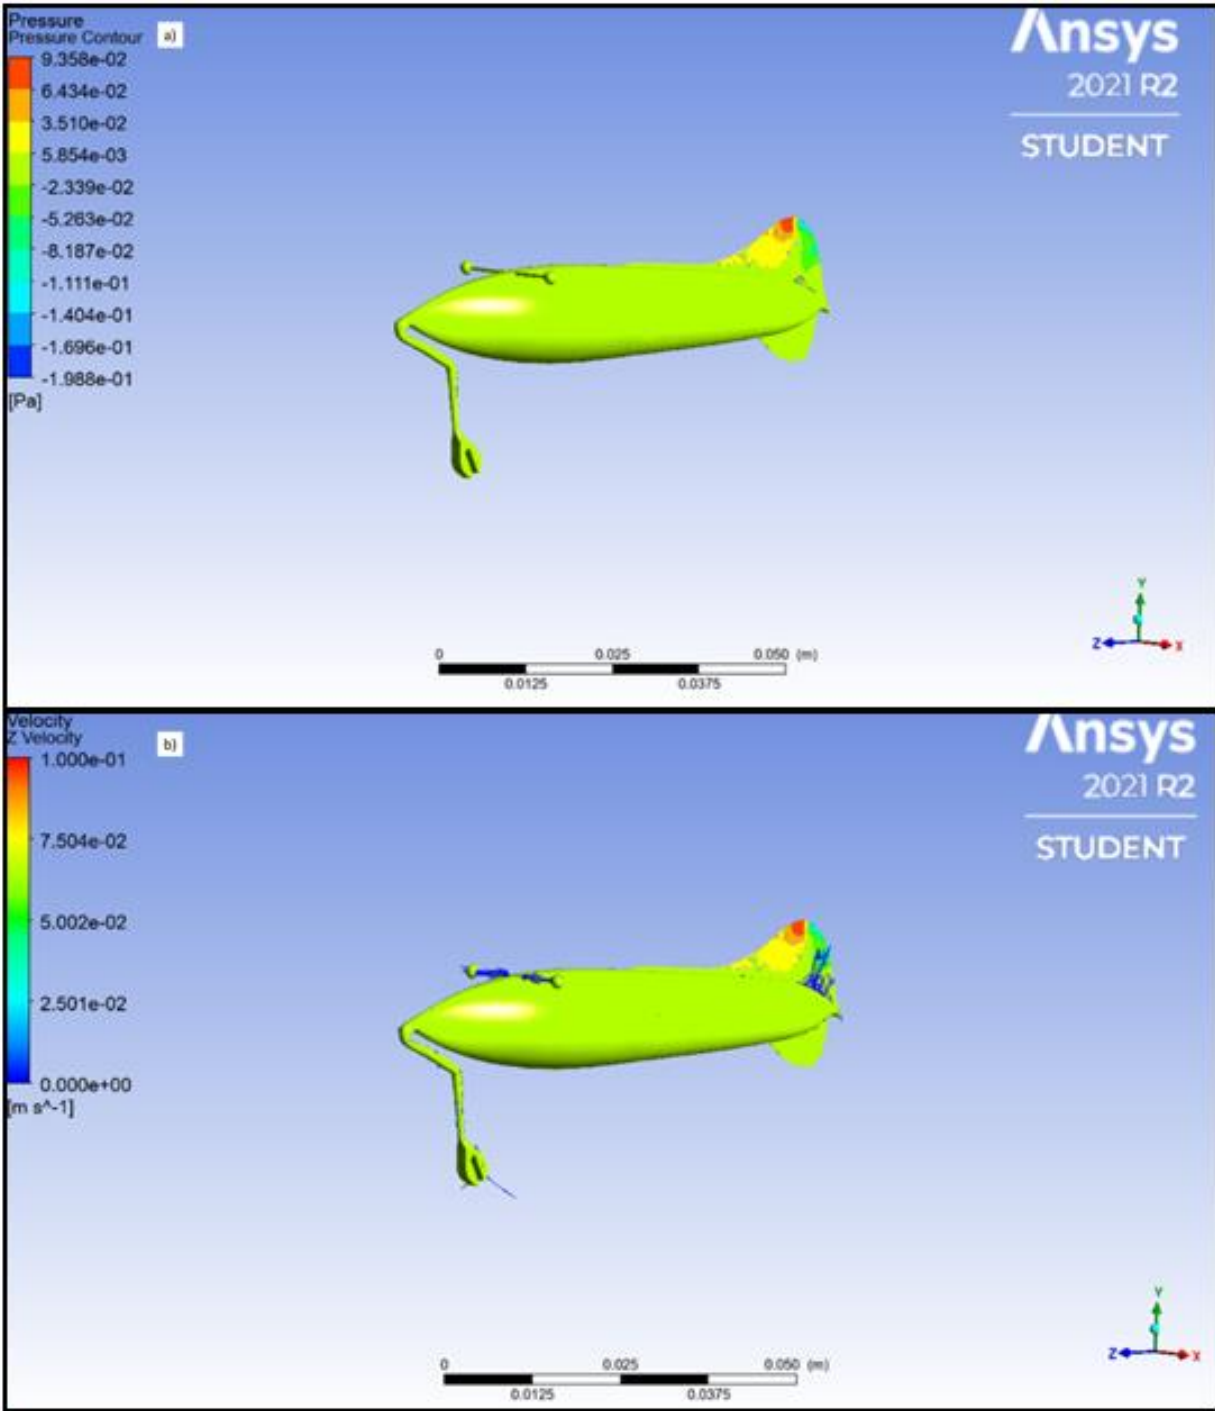 Pressure
Pressure Contour
a)
9.358e-02
6.434e-02
3.510e-02
5.854e-03
-2.339e-02
-5.263e-02
-8.187e-02
-1.111e-01
-1.404e-01
-1.696e-01
-1.988e-01
[Pa]
Ansys
2021 R2
STUDENT
Y
Z
X
0 0.025 0.050 (m)
0.0125 0.0375
Velocity
Z Velocity
b)
1.000e-01
7.504e-02
5.002e-02
2.501e-02
0.000e+00
[m s^-1]
Ansys
2021 R2
STUDENT
Y
Z
X
0 0.025 0.050 (m)
0.0125 0.0375